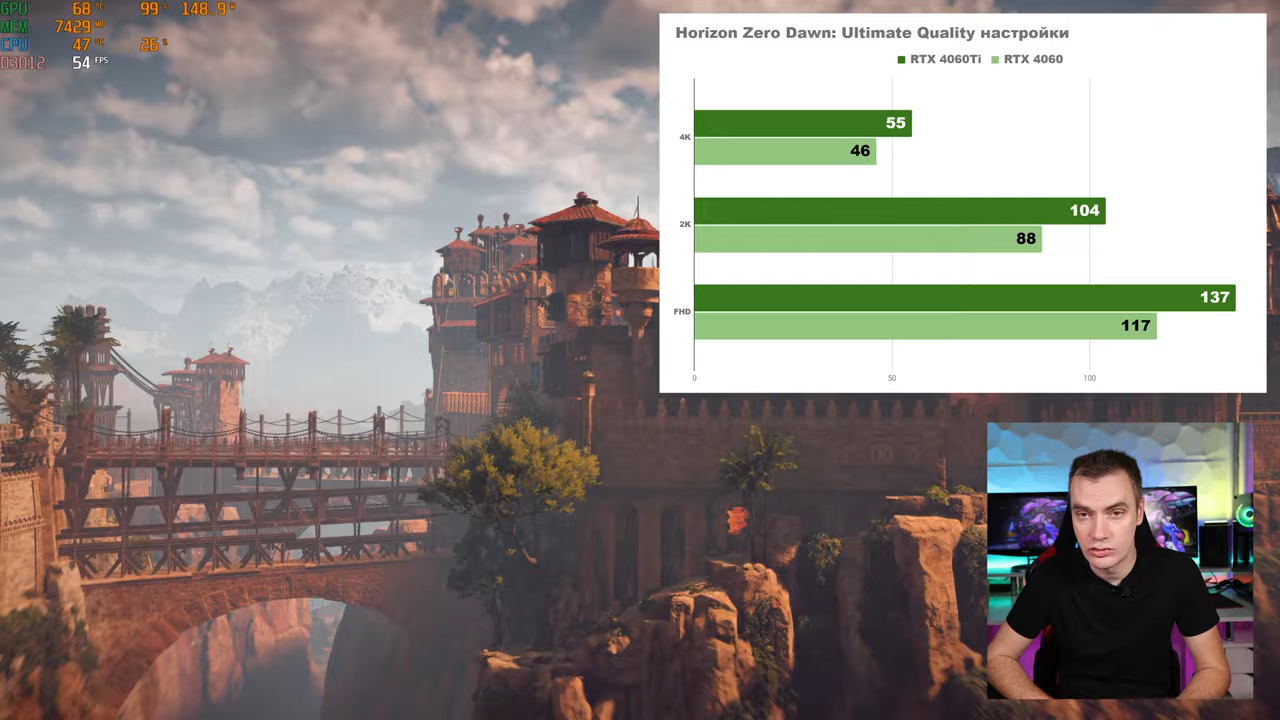 GPU 68 °C 99 % 148.9 W
MEM 7429 MB
CPU 47 °C 26 %
D3D12 54 FPS
Horizon Zero Dawn: Ultimate Quality настройки
RTX 4060Ti RTX 4060
4K 55
46
2K 104
88
FHD 137
117
0 50 100